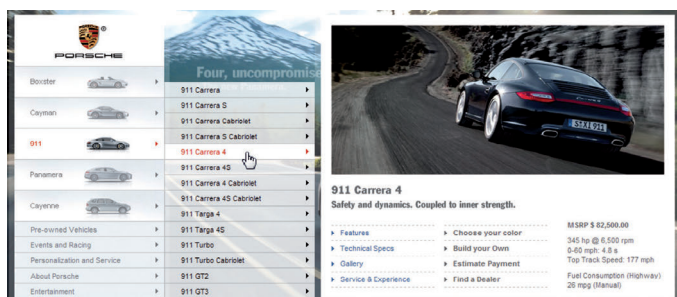 PORSCHE
Boxster
Cayman
911
Panamera
Cayenne
Pre-owned Vehicles
Events and Racing
Personalization and Service
About Porsche
Entertainment
Four, uncompromise
911 Carrera
911 Carrera S
911 Carrera Cabriolet
911 Carrera S Cabriolet
911 Carrera 4
911 Carrera 4S
911 Carrera 4 Cabriolet
911 Carrera 4S Cabriolet
911 Targa 4
911 Targa 4S
911 Turbo
911 Turbo Cabriolet
911 GT2
911 GT3
S:XI 911
911 Carrera 4
Safety and dynamics. Coupled to inner strength.
Features
Technical Specs
Gallery
Service & Experience
Choose your color
Build your Own
Estimate Payment
Find a Dealer
MSRP $ 82,500.00
345 hp @ 6,500 rpm
0-60 mph: 4.8 s
Top Track Speed: 177 mph
Fuel Consumption (Highway)
26 mpg (Manual)